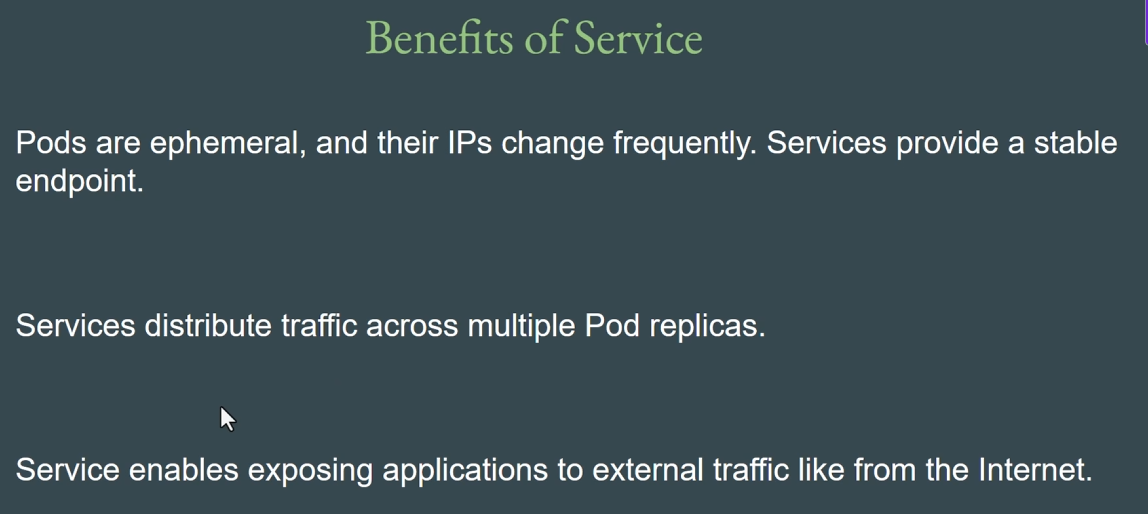 Benefits of Service
Pods are ephemeral, and their IPs change frequently. Services provide a stable
endpoint.
Services distribute traffic across multiple Pod replicas.
Service enables exposing applications to external traffic like from the Internet.